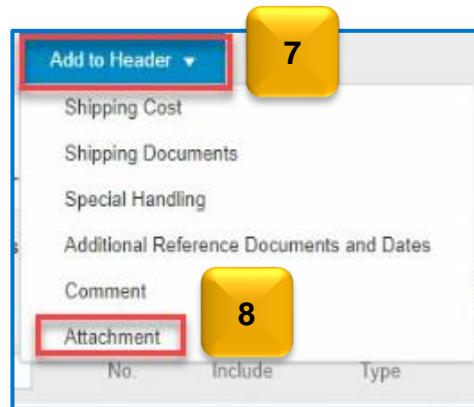 Add to Header ▼
7
Shipping Cost
Shipping Documents
Special Handling
Additional Reference Documents and Dates
Comment
8
Attachment
No. Include Type